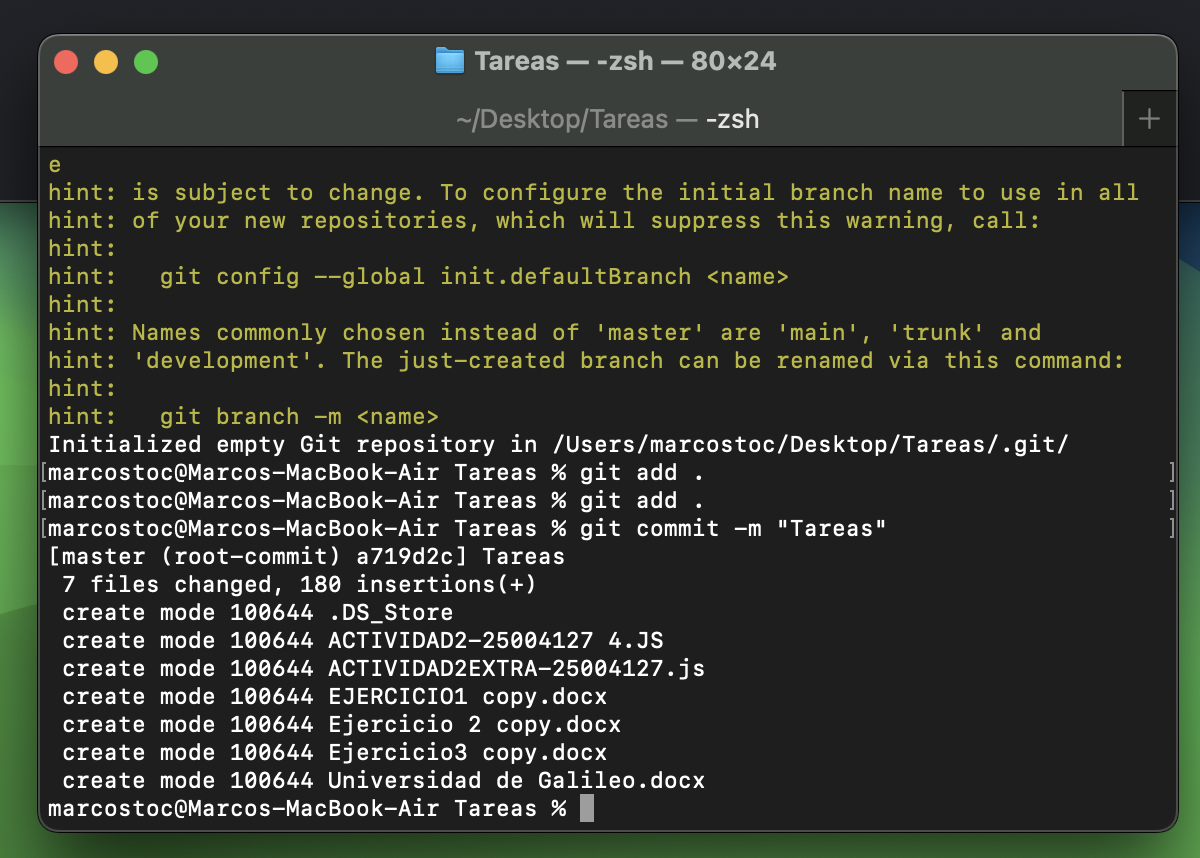 Tareas — -zsh — 80×24
~/Desktop/Tareas — -zsh
e
hint: is subject to change. To configure the initial branch name to use in all
hint: of your new repositories, which will suppress this warning, call:
hint:
hint:   git config --global init.defaultBranch <name>
hint:
hint: Names commonly chosen instead of 'master' are 'main', 'trunk' and
hint: 'development'. The just-created branch can be renamed via this command:
hint:
hint:   git branch -m <name>
Initialized empty Git repository in /Users/marcostoc/Desktop/Tareas/.git/
[marcostoc@Marcos-MacBook-Air Tareas % git add . ]
[marcostoc@Marcos-MacBook-Air Tareas % git add . ]
[marcostoc@Marcos-MacBook-Air Tareas % git commit -m "Tareas" ]
[master (root-commit) a719d2c] Tareas
 7 files changed, 180 insertions(+)
 create mode 100644 .DS_Store
 create mode 100644 ACTIVIDAD2-25004127 4.JS
 create mode 100644 ACTIVIDAD2EXTRA-25004127.js
 create mode 100644 EJERCICIO1 copy.docx
 create mode 100644 Ejercicio 2 copy.docx
 create mode 100644 Ejercicio3 copy.docx
 create mode 100644 Universidad de Galileo.docx
marcostoc@Marcos-MacBook-Air Tareas %